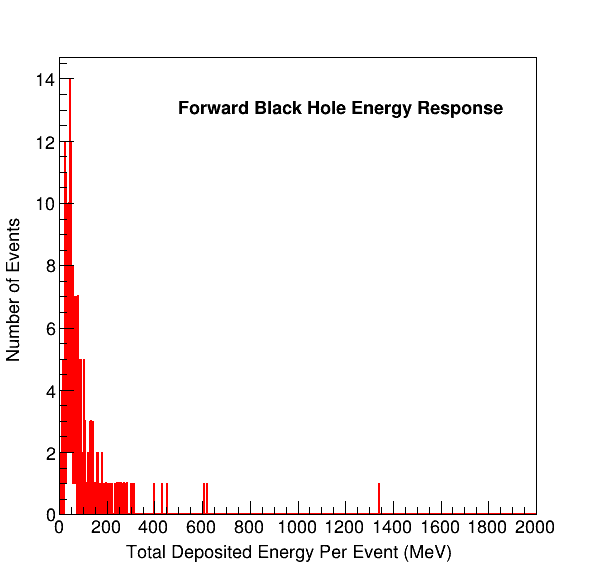 Forward Black Hole Energy Response
Number of Events
14
12
10
8
6
4
2
0
0 200 400 600 800 1000 1200 1400 1600 1800 2000
Total Deposited Energy Per Event (MeV)